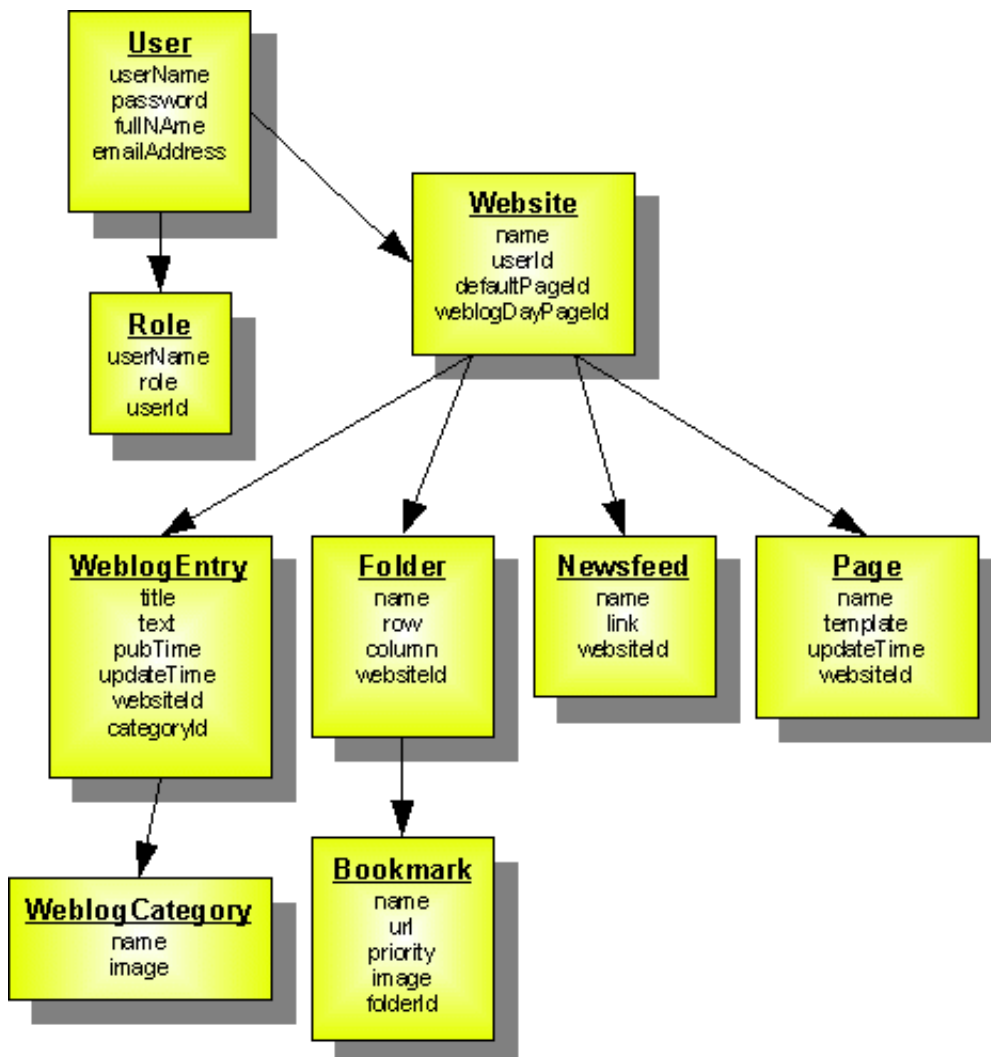 User
userName
password
fullNAme
emailAddress
Website
name
userId
defaultPageId
weblogDayPageId
Role
userName
role
userId
WeblogEntry
title
text
pubTime
updateTime
websiteId
categoryId
Folder
name
row
column
websiteId
Newsfeed
name
link
websiteId
Page
name
template
updateTime
websiteId
WeblogCategory
name
image
Bookmark
name
url
priority
image
folderId